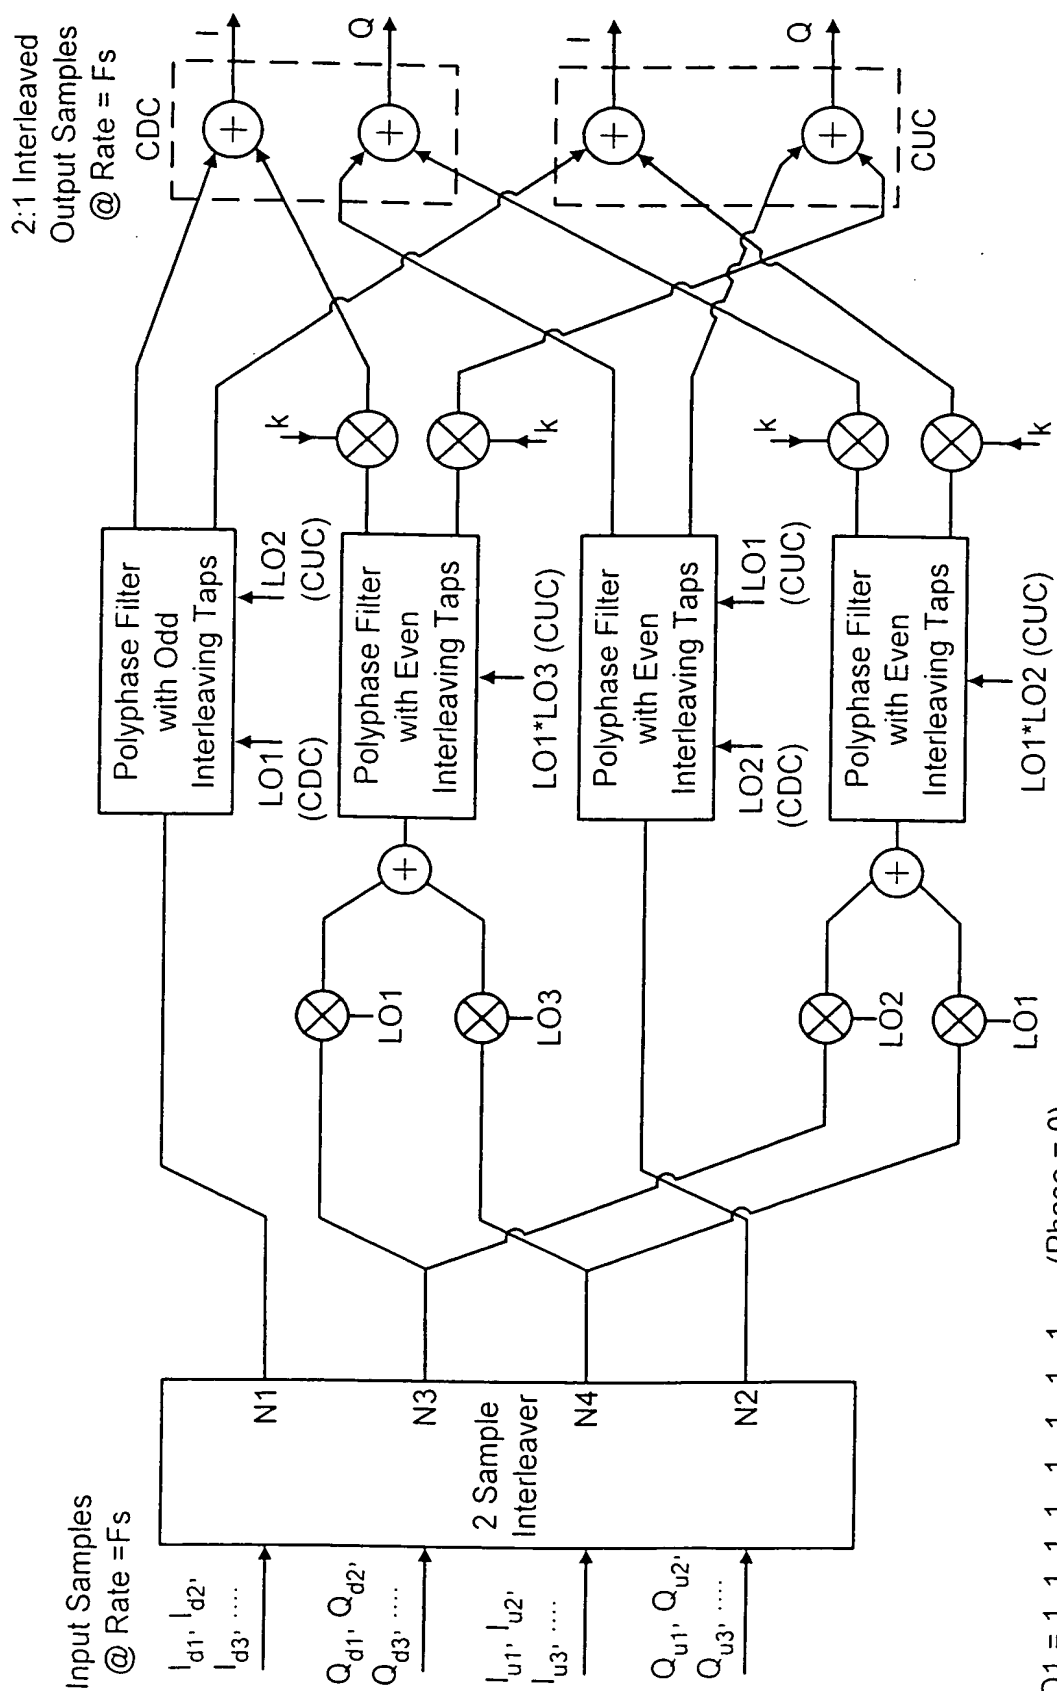 Input Samples
@ Rate =Fs
I_d1, I_d2,
I_d3, ....
Q_d1, Q_d2,
Q_d3, ....
I_u1, I_u2,
I_u3, ....
Q_u1, Q_u2,
Q_u3, ....
2 Sample
Interleaver
N1
N3
N4
N2
LO1
LO3
LO2
LO1
+
+
Polyphase Filter
with Odd
Interleaving Taps
LO1
(CDC)
LO2
(CUC)
Polyphase Filter
with Even
Interleaving Taps
LO1*LO3 (CUC)
Polyphase Filter
with Even
Interleaving Taps
LO2
(CDC)
LO1
(CUC)
Polyphase Filter
with Even
Interleaving Taps
LO1*LO2 (CUC)
k
k
k
k
2:1 Interleaved
Output Samples
@ Rate = Fs
CDC
+
+
I
Q
+
+
I
Q
CUC